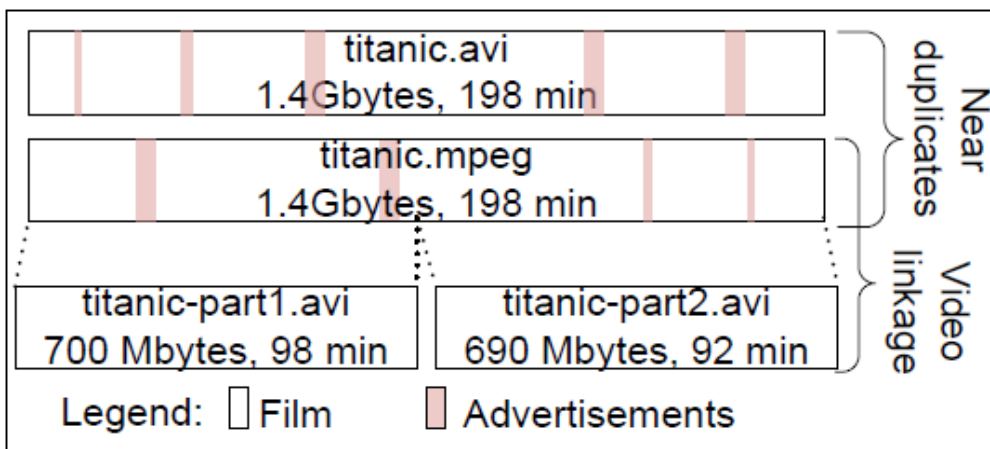 titanic.avi
1.4Gbytes, 198 min
titanic.mpeg
1.4Gbytes, 198 min
Near
duplicates
titanic-part1.avi
700 Mbytes, 98 min
titanic-part2.avi
690 Mbytes, 92 min
Video
linkage
Legend: Film Advertisements